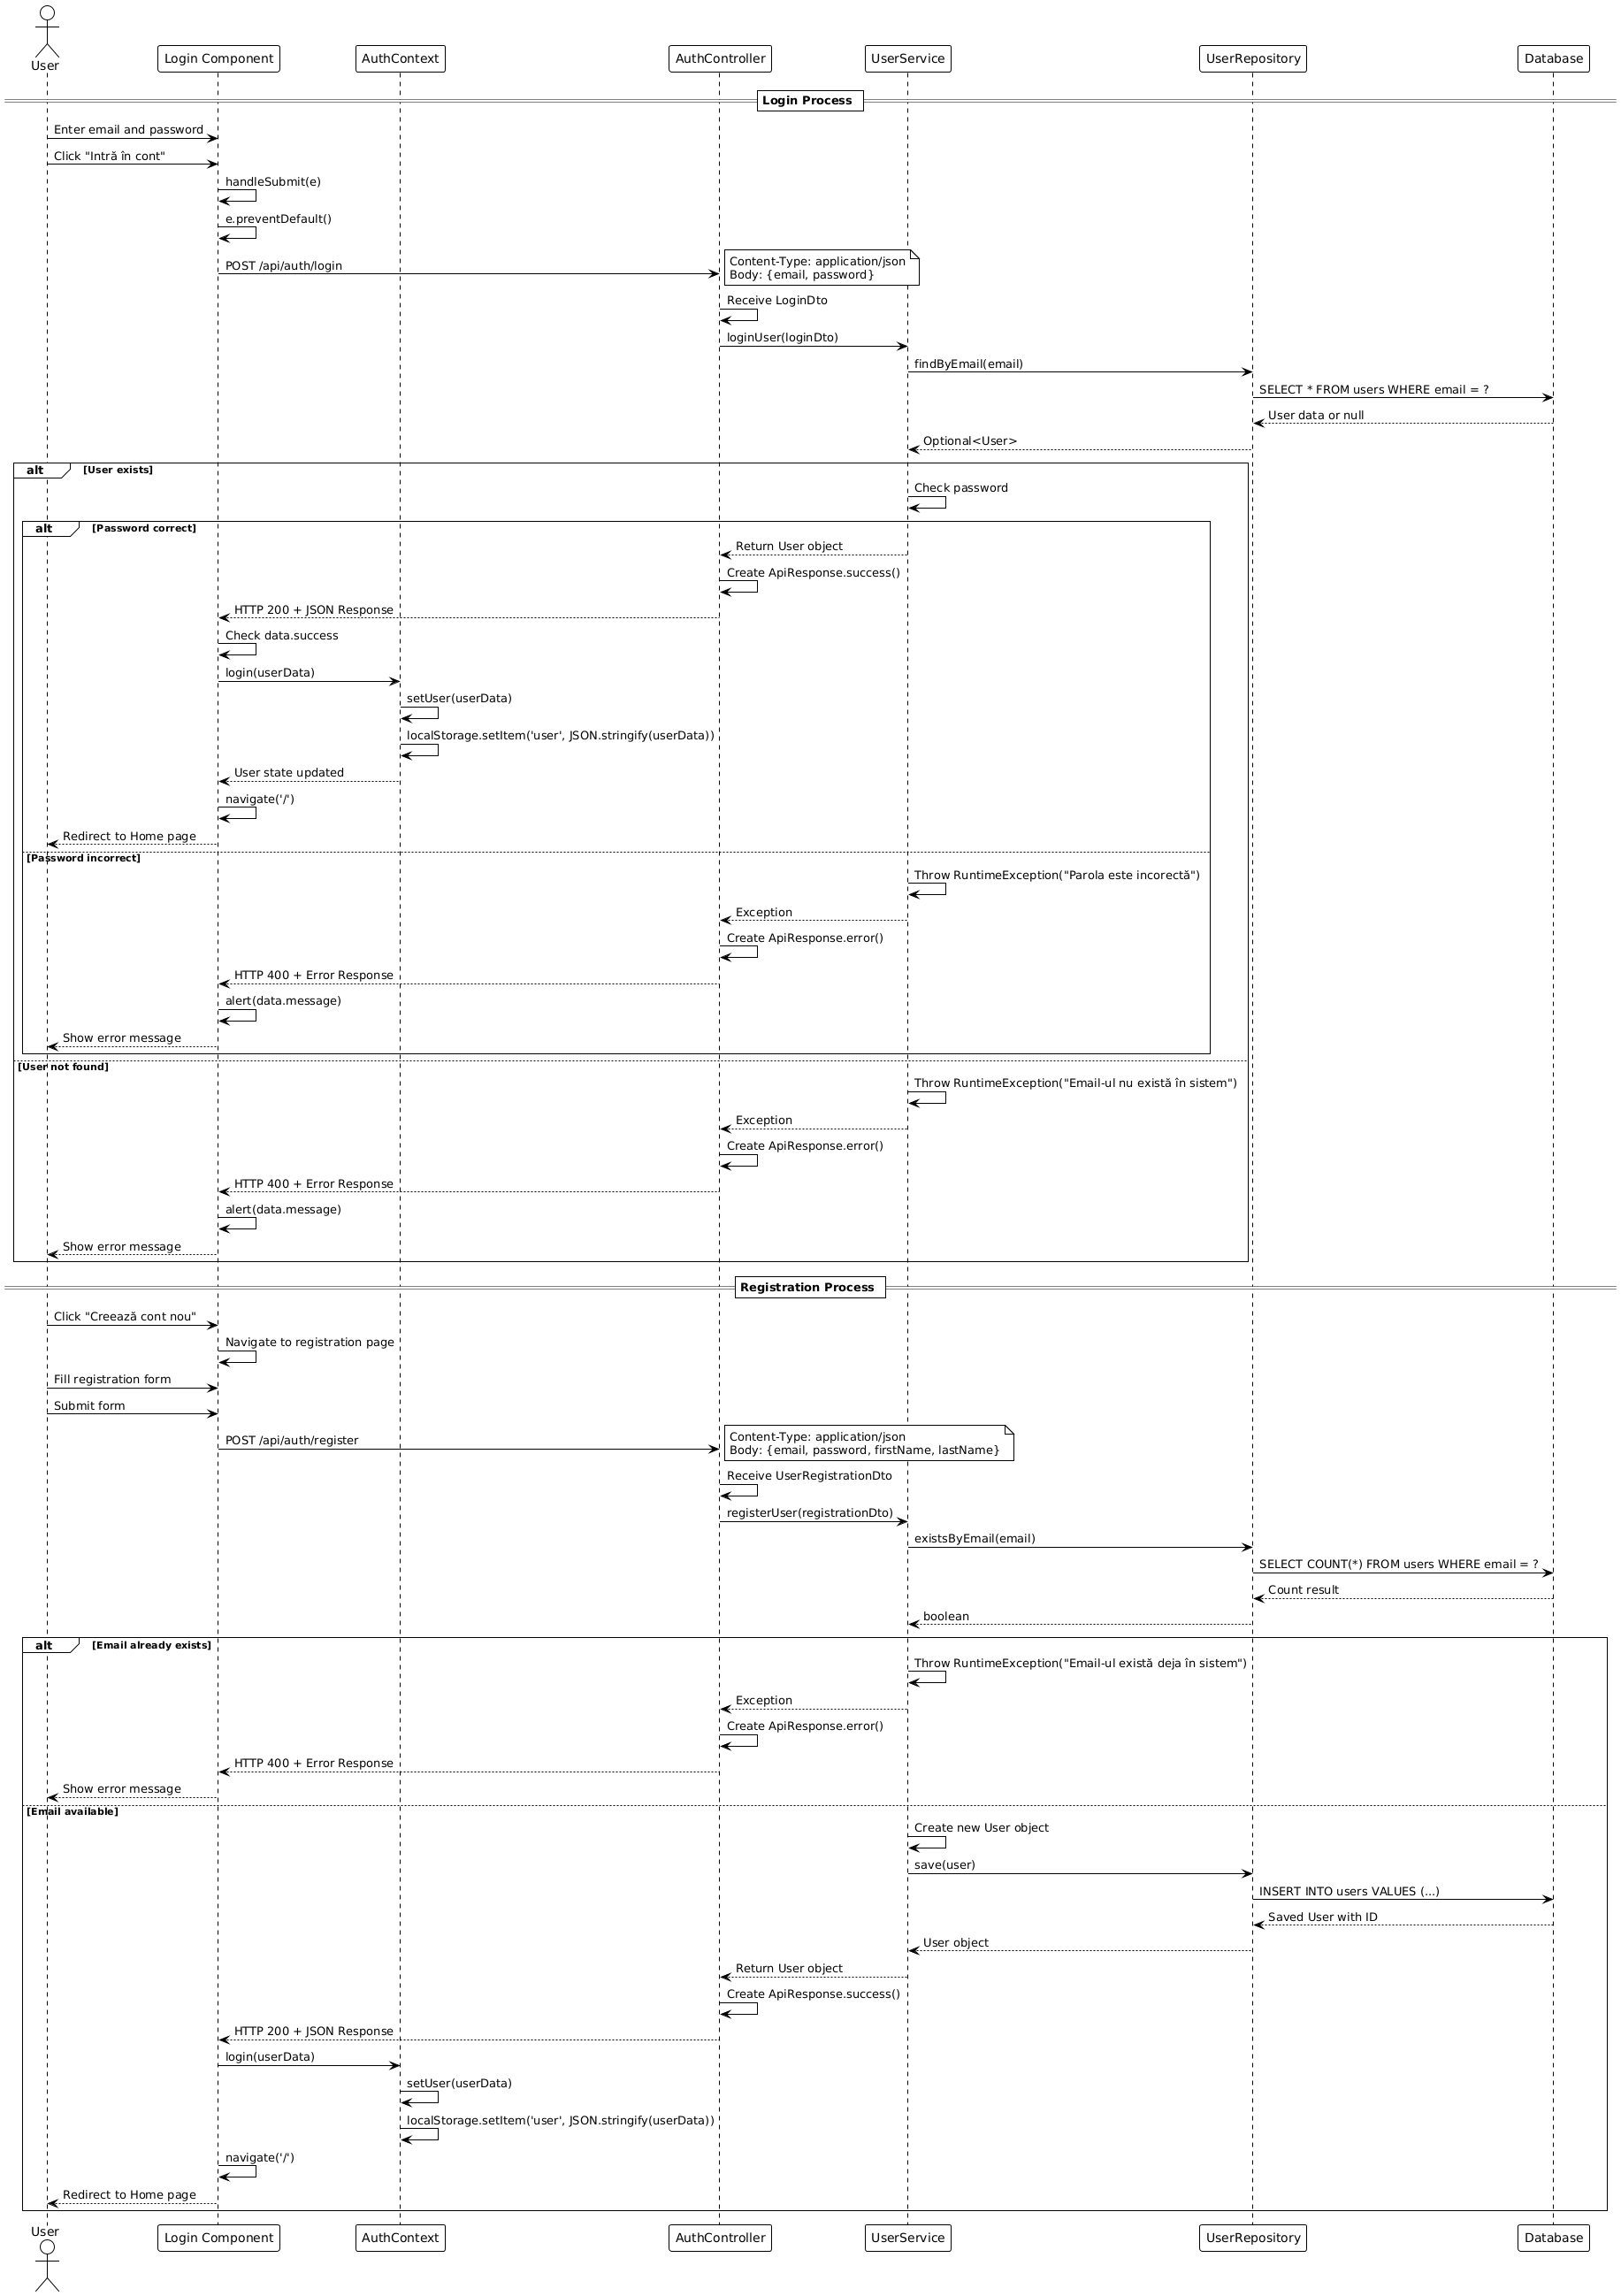 User
Login Component
AuthContext
AuthController
UserService
UserRepository
Database
Login Process
Enter email and password
Click "Intră în cont"
handleSubmit(e)
e.preventDefault()
POST /api/auth/login
Content-Type: application/json
Body: {email, password}
Receive LoginDto
loginUser(loginDto)
findByEmail(email)
SELECT * FROM users WHERE email = ?
User data or null
Optional<User>
alt [User exists]
Check password
alt [Password correct]
Return User object
Create ApiResponse.success()
HTTP 200 + JSON Response
Check data.success
login(userData)
setUser(userData)
localStorage.setItem('user', JSON.stringify(userData))
User state updated
navigate('/')
Redirect to Home page
[Password incorrect]
Throw RuntimeException("Parola este incorectă")
Exception
Create ApiResponse.error()
HTTP 400 + Error Response
alert(data.message)
Show error message
[User not found]
Throw RuntimeException("Email-ul nu există în sistem")
Exception
Create ApiResponse.error()
HTTP 400 + Error Response
alert(data.message)
Show error message
Registration Process
Click "Creează cont nou"
Navigate to registration page
Fill registration form
Submit form
POST /api/auth/register
Content-Type: application/json
Body: {email, password, firstName, lastName}
Receive UserRegistrationDto
registerUser(registrationDto)
existsByEmail(email)
SELECT COUNT(*) FROM users WHERE email = ?
Count result
boolean
alt [Email already exists]
Throw RuntimeException("Email-ul există deja în sistem")
Exception
Create ApiResponse.error()
HTTP 400 + Error Response
Show error message
[Email available]
Create new User object
save(user)
INSERT INTO users VALUES (...)
Saved User with ID
User object
Return User object
Create ApiResponse.success()
HTTP 200 + JSON Response
login(userData)
setUser(userData)
localStorage.setItem('user', JSON.stringify(userData))
navigate('/')
Redirect to Home page
User
Login Component
AuthContext
AuthController
UserService
UserRepository
Database